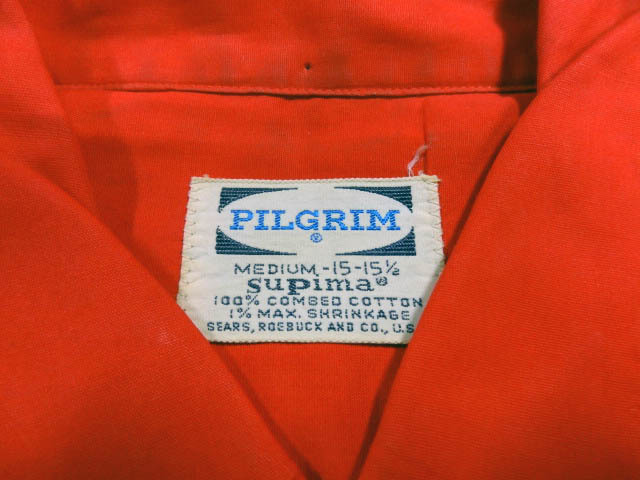 PILGRIM
®
MEDIUM-15-15½
supima®
100% COMBED COTTON
1% MAX. SHRINKAGE
SEARS, ROEBUCK AND CO., U.S.